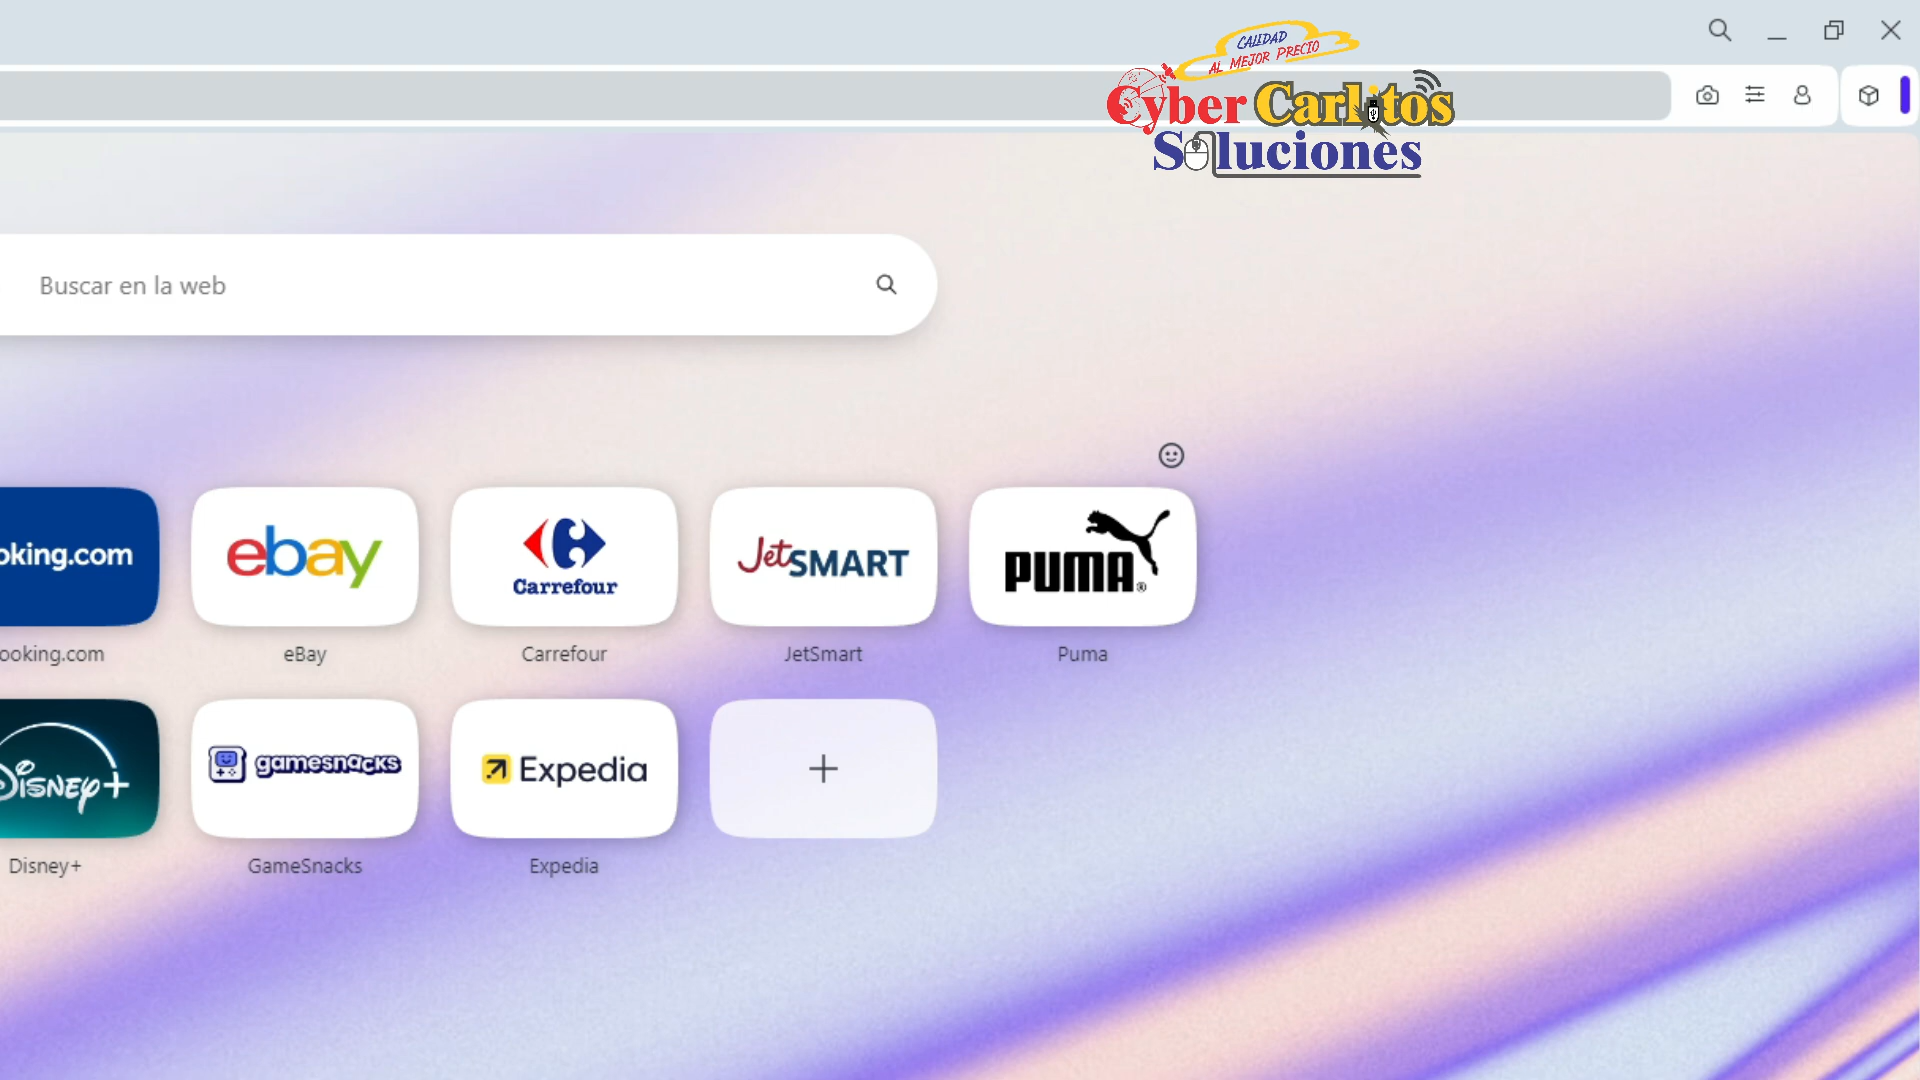 CALIDAD
AL MEJOR PRECIO
Cyber Carlitos
Soluciones
Buscar en la web
oking.com
ebay
Carrefour
JetSMART
PUMA
ooking.com
eBay
Carrefour
JetSmart
Puma
Disney+
gamesnacks
Expedia
Disney+
GameSnacks
Expedia